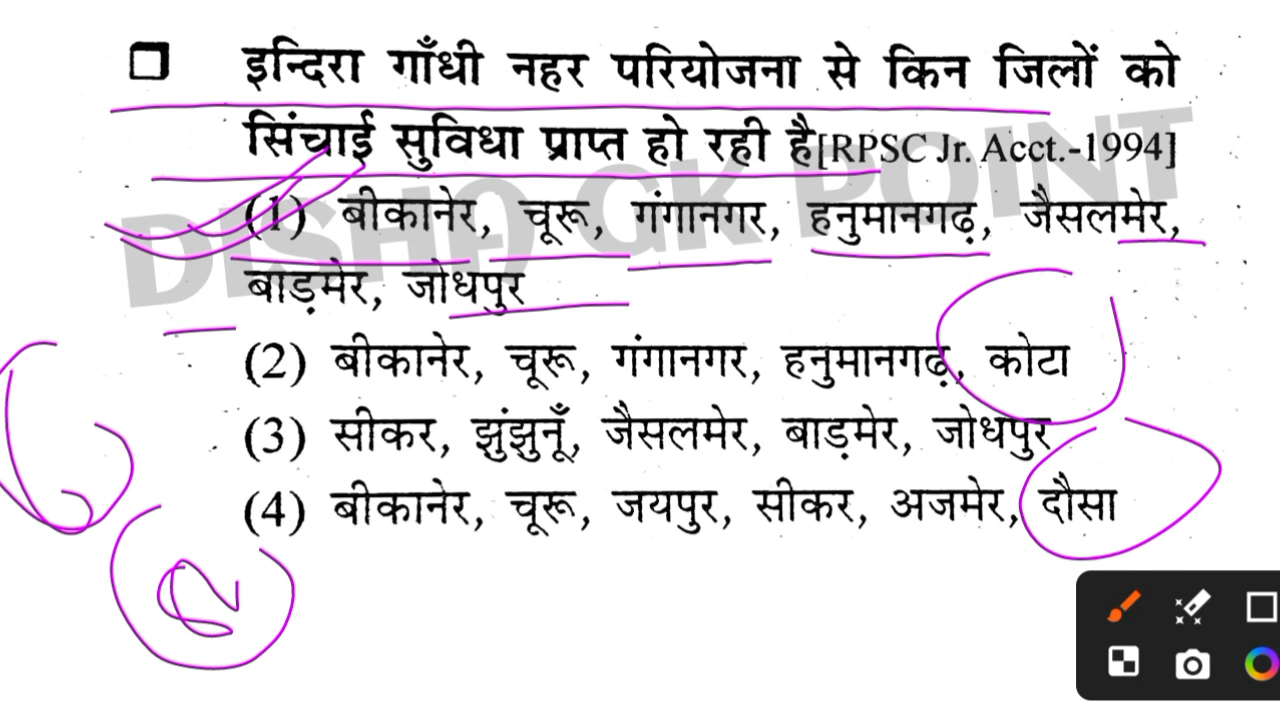 इन्दिरा गाँधी नहर परियोजना से किन जिलों को
सिंचाई सुविधा प्राप्त हो रही है[RPSC Jr. Acct.-1994]
(1) बीकानेर, चूरू, गंगानगर, हनुमानगढ़, जैसलमेर,
बाड़मेर, जोधपुर
(2) बीकानेर, चूरू, गंगानगर, हनुमानगढ़, कोटा
(3) सीकर, झुंझुनूँ, जैसलमेर, बाड़मेर, जोधपुर
(4) बीकानेर, चूरू, जयपुर, सीकर, अजमेर, दौसा
GK POINT